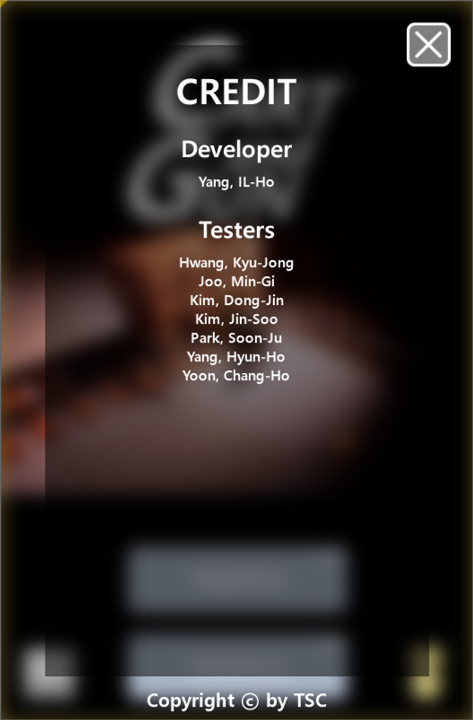 CREDIT
Developer
Yang, IL-Ho
Testers
Hwang, Kyu-Jong
Joo, Min-Gi
Kim, Dong-Jin
Kim, Jin-Soo
Park, Soon-Ju
Yang, Hyun-Ho
Yoon, Chang-Ho
Copyright © by TSC